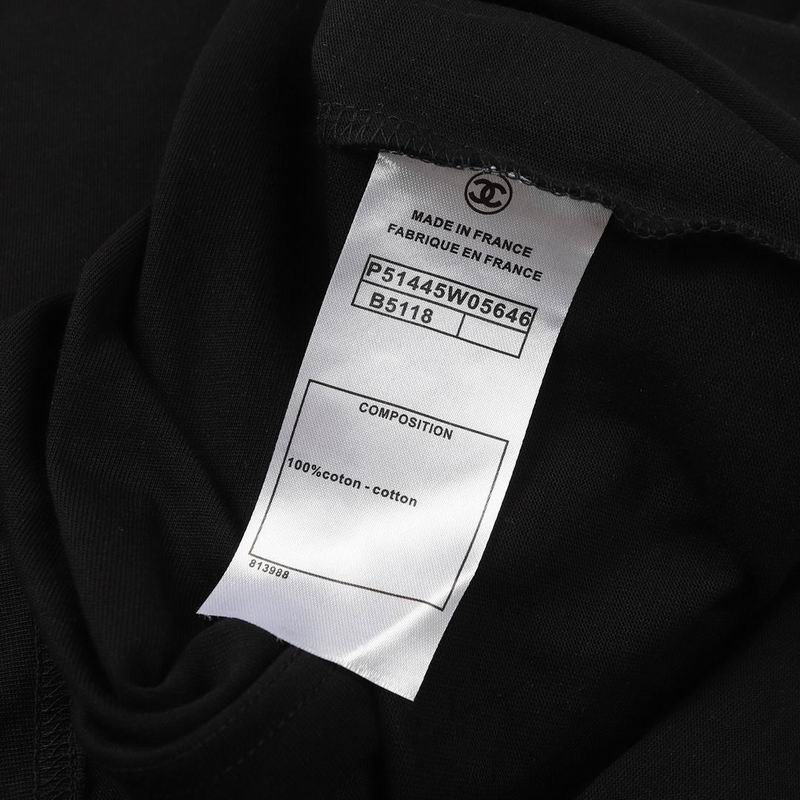 MADE IN FRANCE
FABRIQUE EN FRANCE
P51445W05646
B5118
COMPOSITION
100%coton - cotton
813988